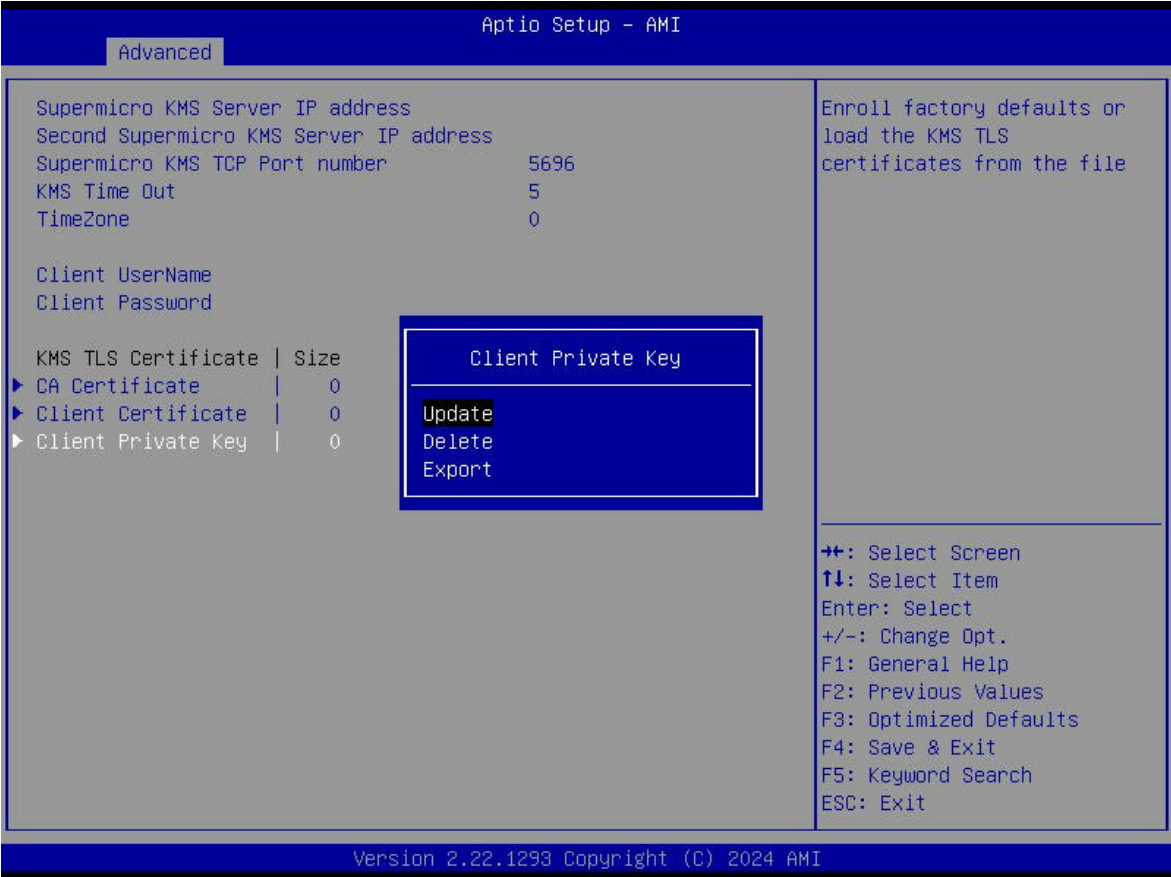 Aptio Setup - AMI
Advanced
Supermicro KMS Server IP address
Second Supermicro KMS Server IP address
Supermicro KMS TCP Port number 5696
KMS Time Out 5
TimeZone 0
Client UserName
Client Password
KMS TLS Certificate | Size
CA Certificate | 0
Client Certificate | 0
Client Private Key | 0
Client Private Key
Update
Delete
Export
Enroll factory defaults or
load the KMS TLS
certificates from the file
→←: Select Screen
↑↓: Select Item
Enter: Select
+/-: Change Opt.
F1: General Help
F2: Previous Values
F3: Optimized Defaults
F4: Save & Exit
F5: Keyword Search
ESC: Exit
Version 2.22.1293 Copyright (C) 2024 AMI